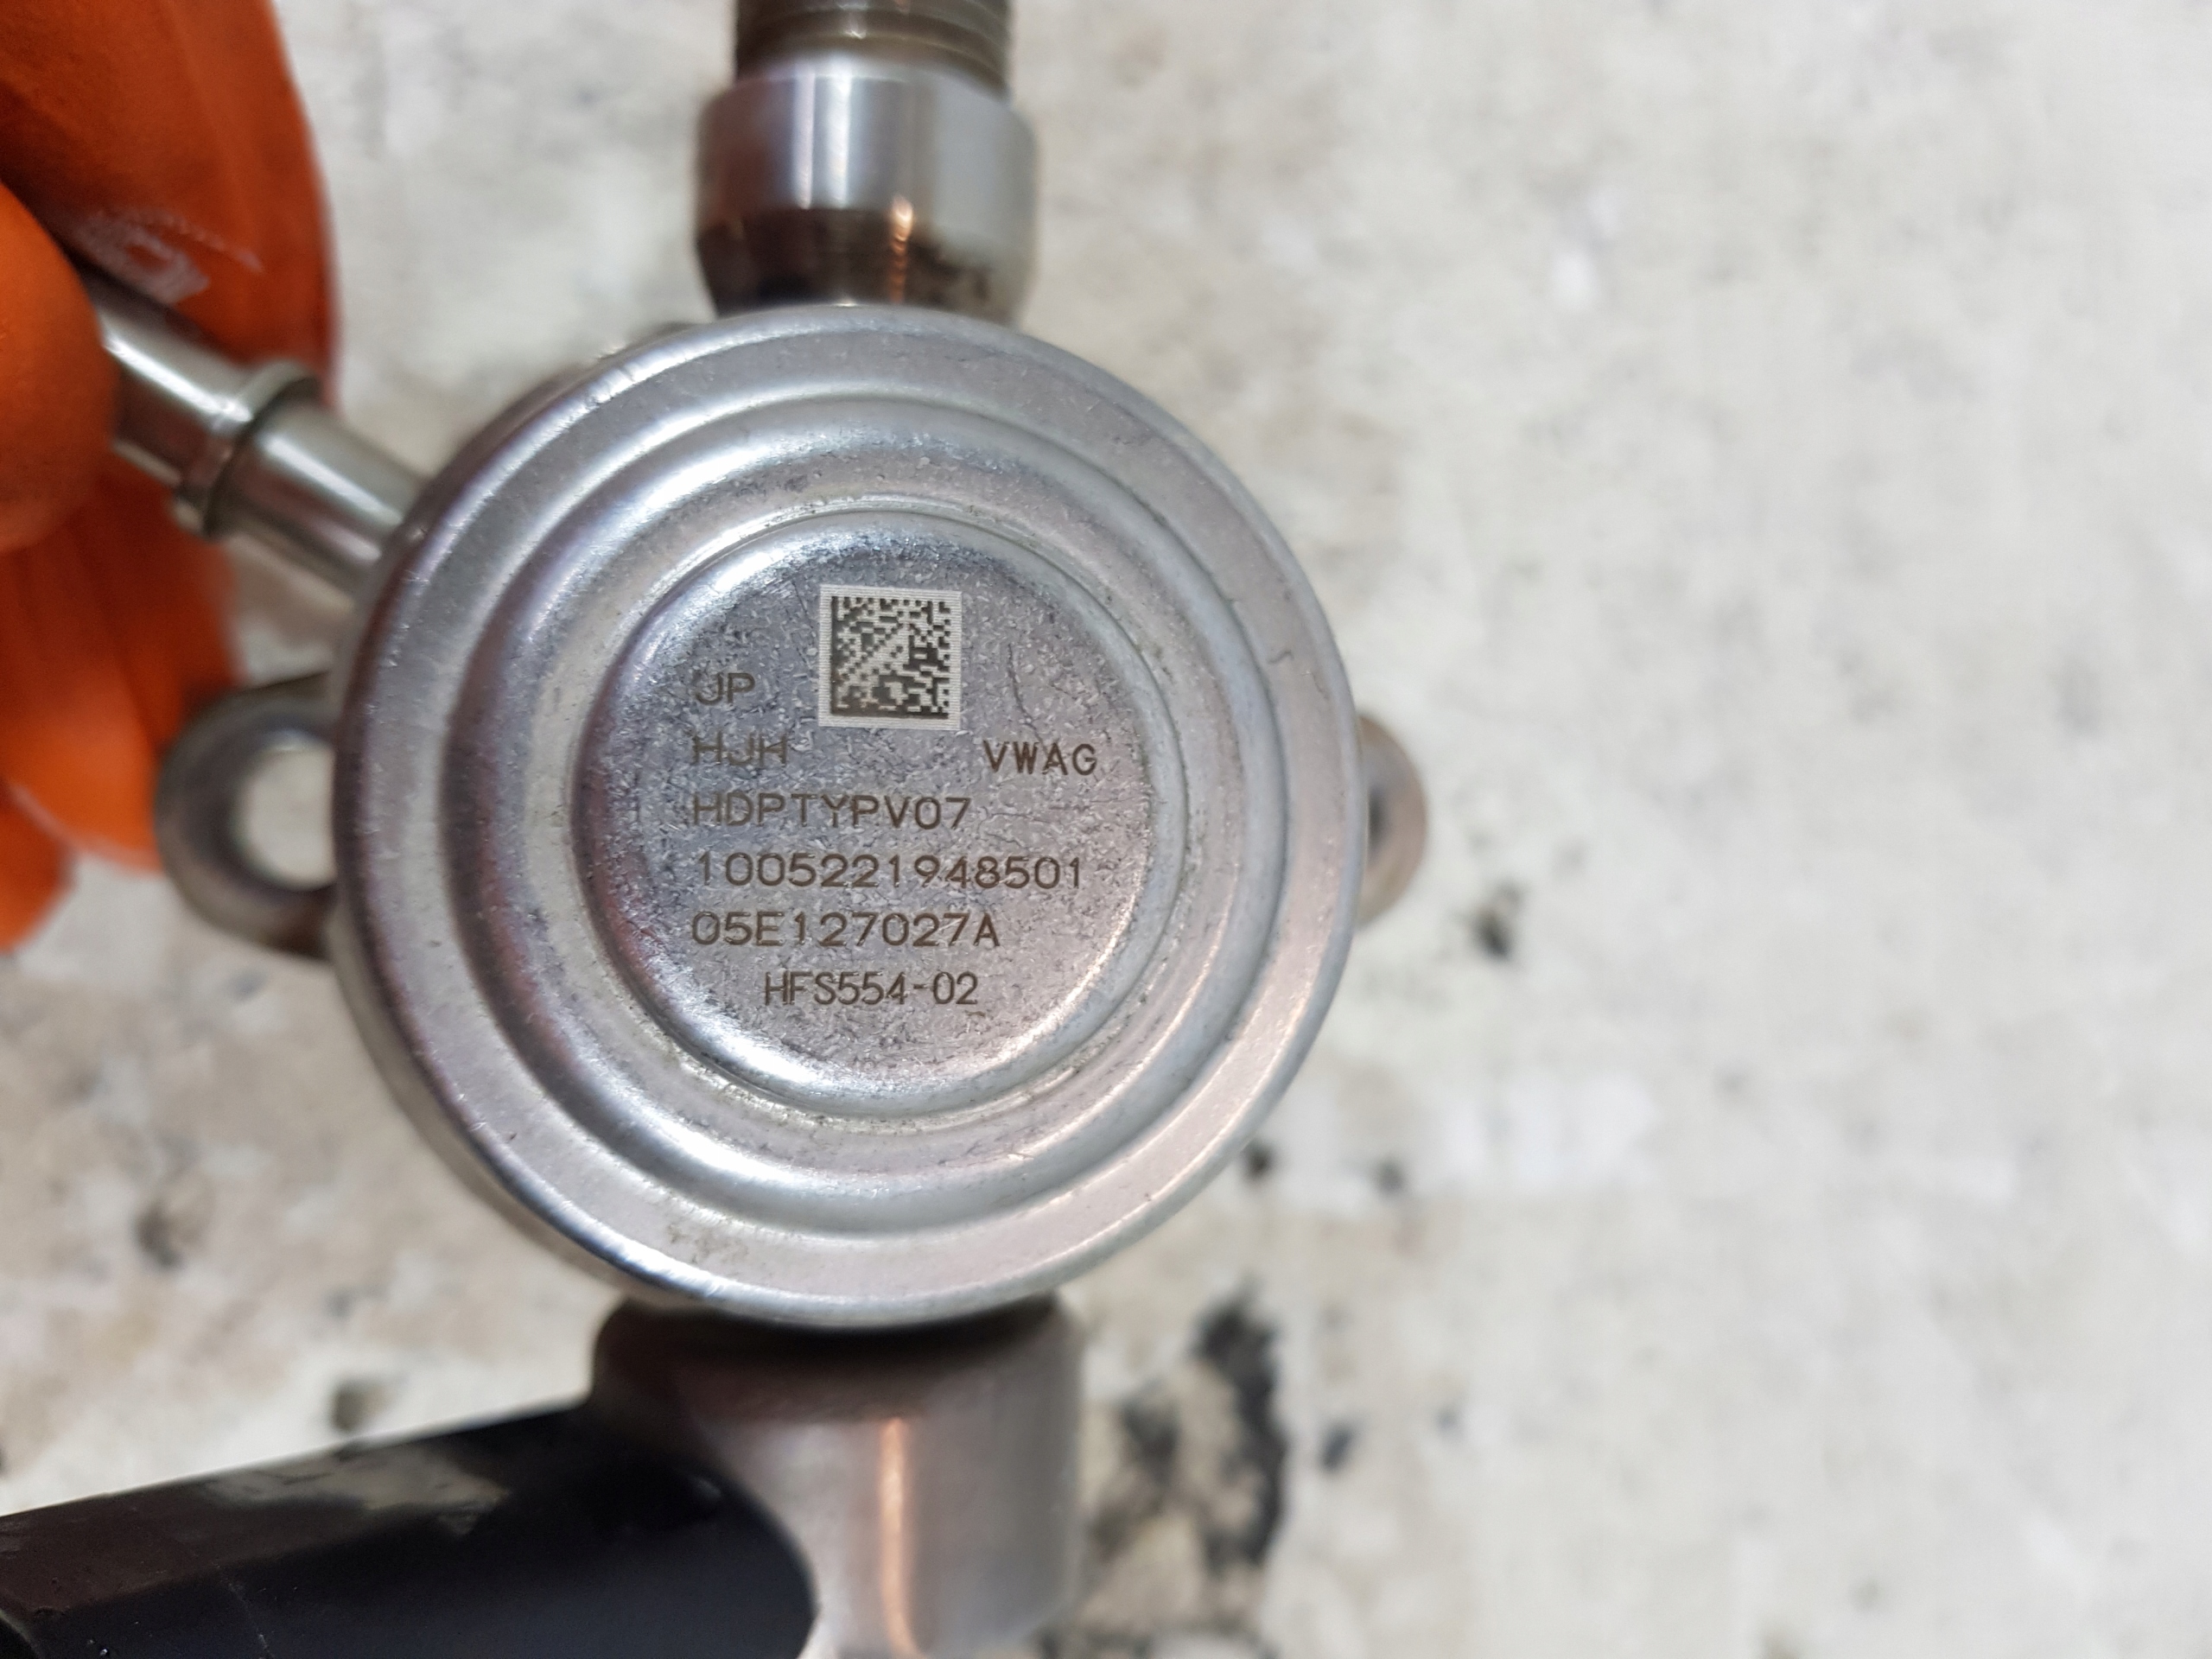 JP
HJH VWAG
HDPTYPV07
1005221948501
05E127027A
HFS554-02